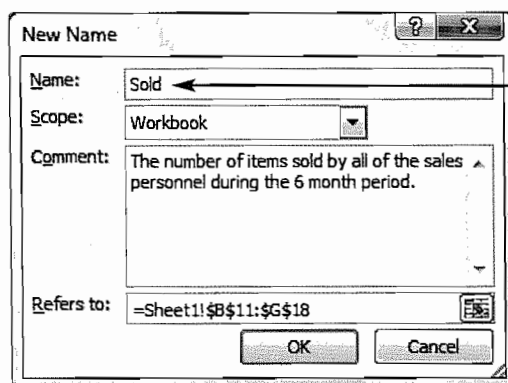 New Name
Name: Sold
Scope: Workbook
Comment: The number of items sold by all of the sales
personnel during the 6 month period.
Refers to: =Sheet1!$B$11:$G$18
OK Cancel